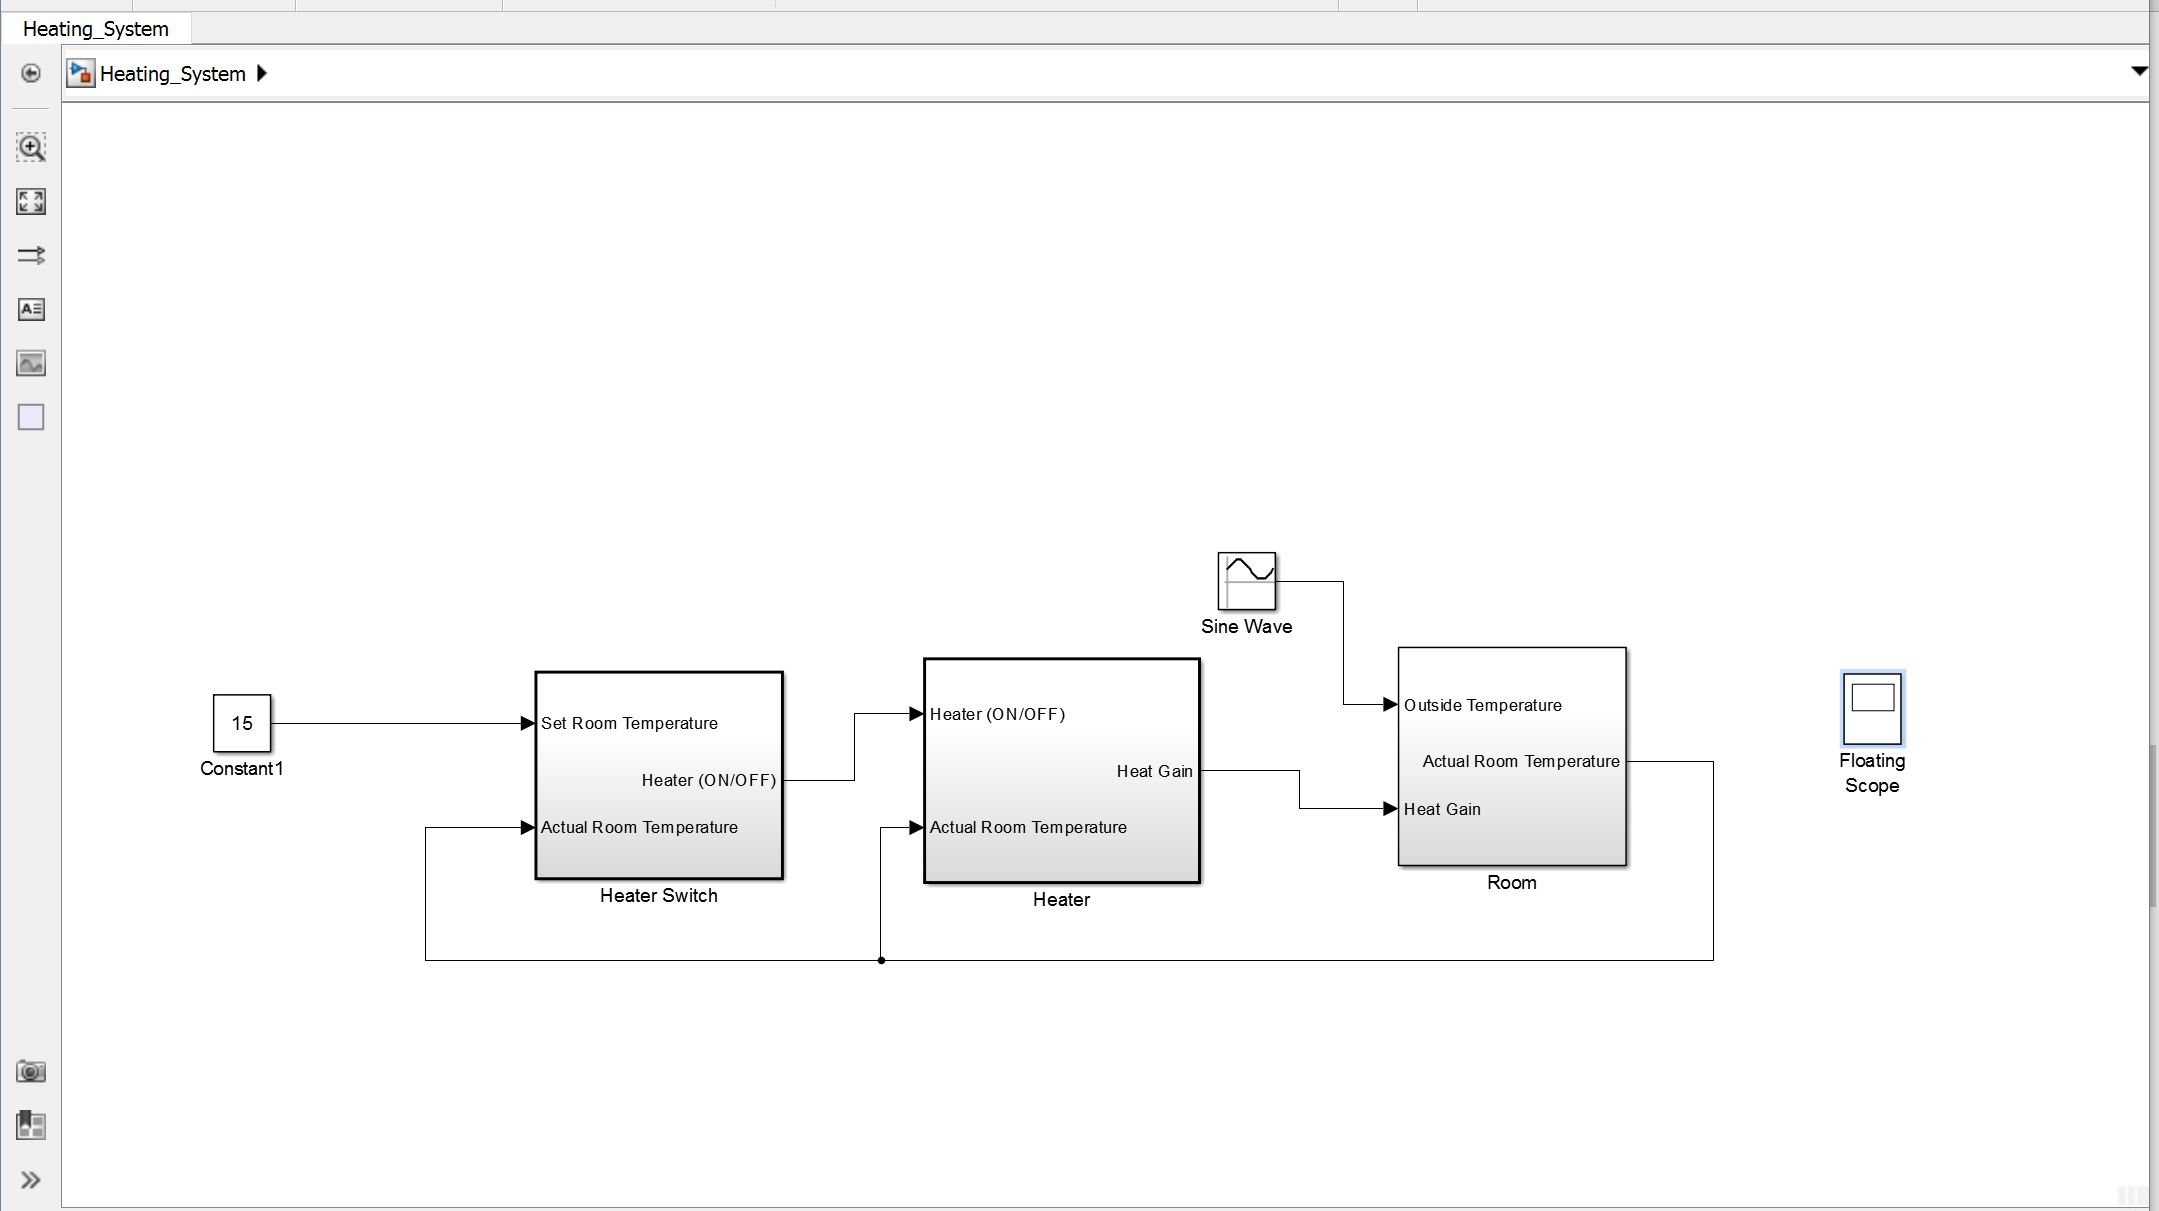 Heating_System
Heating_System
Sine Wave
15
Constant1
Set Room Temperature
Heater (ON/OFF)
Actual Room Temperature
Heater Switch
Heater (ON/OFF)
Heat Gain
Actual Room Temperature
Heater
Outside Temperature
Actual Room Temperature
Heat Gain
Room
Floating
Scope